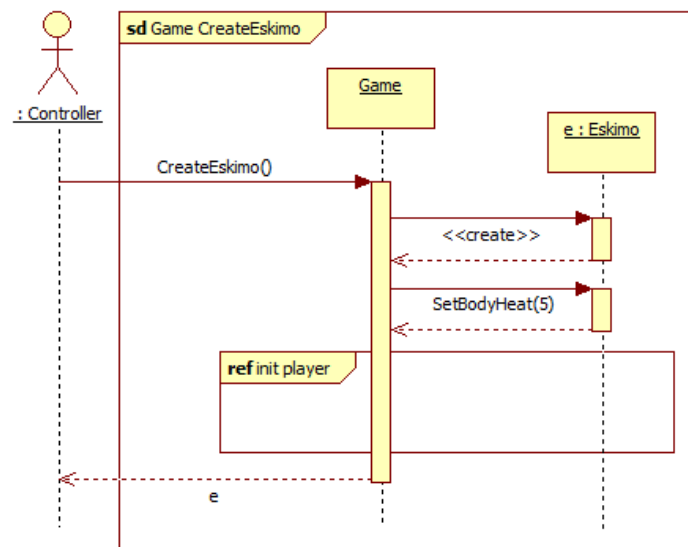 sd Game CreateEskimo
: Controller
Game
e : Eskimo
CreateEskimo()
<<create>>
SetBodyHeat(5)
ref init player
e